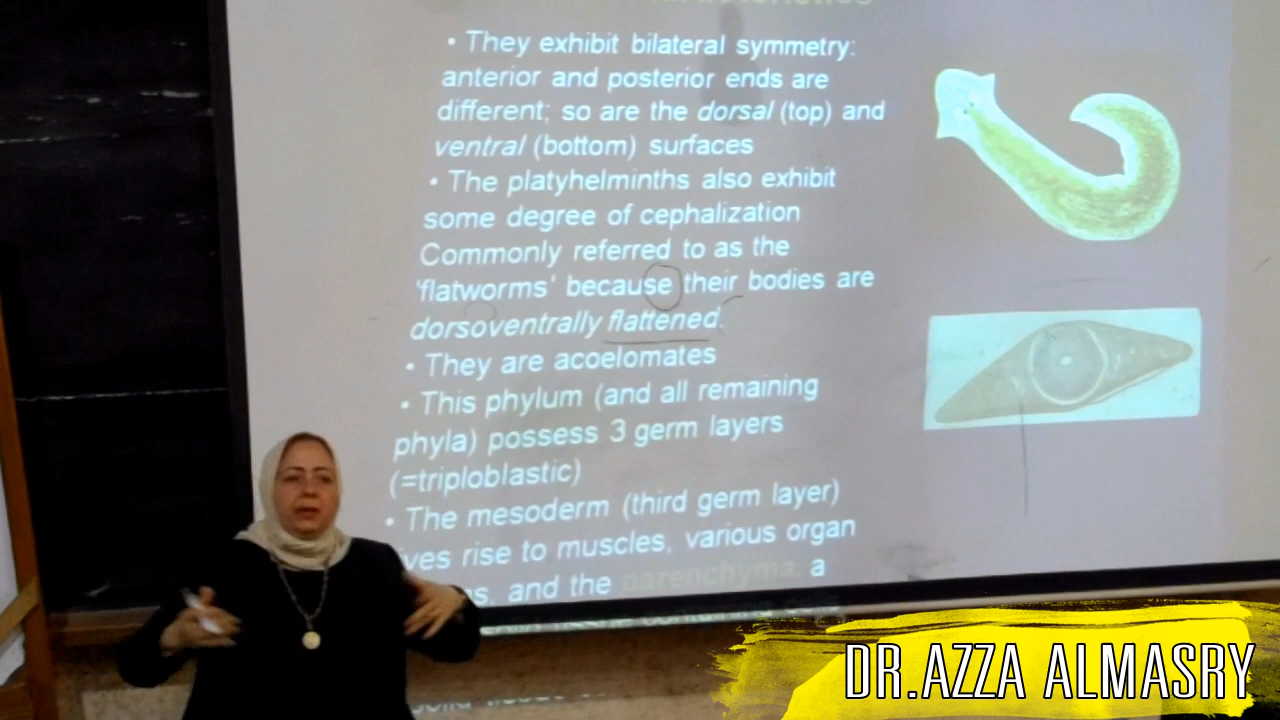 • They exhibit bilateral symmetry:
anterior and posterior ends are
different; so are the dorsal (top) and
ventral (bottom) surfaces
• The platyhelminths also exhibit
some degree of cephalization
Commonly referred to as the
'flatworms' because their bodies are
dorsoventrally flattened.
• They are acoelomates
• This phylum (and all remaining
phyla) possess 3 germ layers
(=triploblastic)
• The mesoderm (third germ layer)
ves rise to muscles, various organ
s, and the parenchyma, a
DR.AZZA ALMASRY